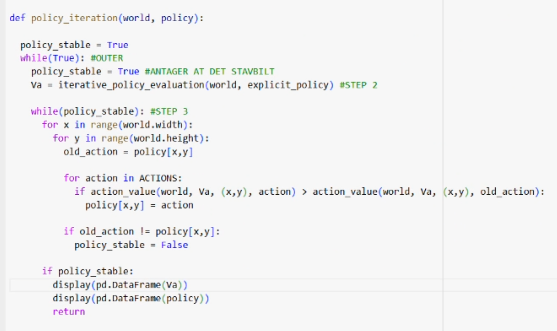 def policy_iteration(world, policy):
policy_stable = True
while(True): #OUTER
policy_stable = True #ANTAGER AT DET STAVBILT
Va = iterative_policy_evaluation(world, explicit_policy) #STEP 2
while(policy_stable): #STEP 3
for x in range(world.width):
for y in range(world.height):
old_action = policy[x,y]
for action in ACTIONS:
if action_value(world, Va, (x,y), action) > action_value(world, Va, (x,y), old_action):
policy[x,y] = action
if old_action != policy[x,y]:
policy_stable = False
if policy_stable:
display(pd.DataFrame(Va))
display(pd.DataFrame(policy))
return